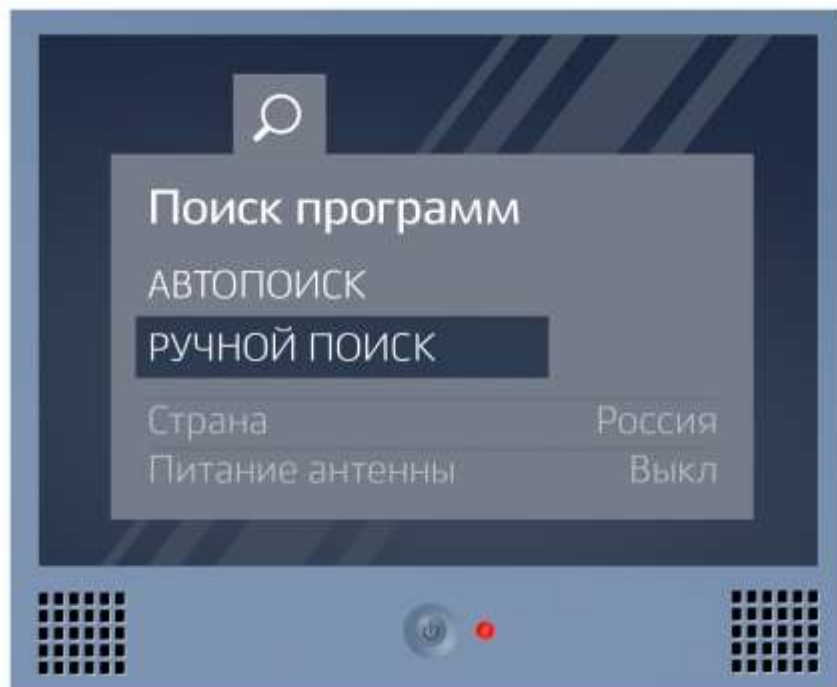 Поиск программ
АВТОПОИСК
РУЧНОЙ ПОИСК
Страна Россия
Питание антенны Выкл